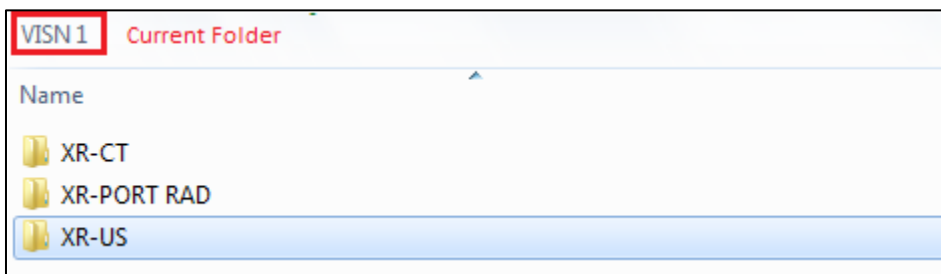 VISN 1 Current Folder
Name
XR-CT
XR-PORT RAD
XR-US